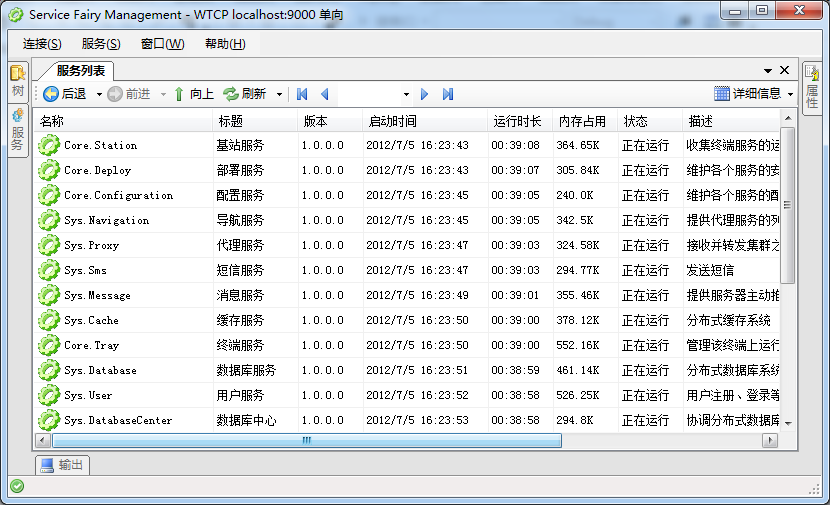 Service Fairy Management - WTCP localhost:9000 单向
连接(S) 服务(S) 窗口(W) 帮助(H)
树
服务
服务列表
属性
后退 前进 向上 刷新 详细信息
名称 标题 版本 启动时间 运行时长 内存占用 状态 描述
Core.Station 基站服务 1.0.0.0 2012/7/5 16:23:43 00:39:08 364.65K 正在运行 收集终端服务的运
Core.Deploy 部署服务 1.0.0.0 2012/7/5 16:23:43 00:39:07 305.84K 正在运行 维护各个服务的安
Core.Configuration 配置服务 1.0.0.0 2012/7/5 16:23:45 00:39:05 240.0K 正在运行 维护各个服务的配
Sys.Navigation 导航服务 1.0.0.0 2012/7/5 16:23:45 00:39:05 342.5K 正在运行 提供代理服务的列
Sys.Proxy 代理服务 1.0.0.0 2012/7/5 16:23:47 00:39:03 324.58K 正在运行 接收并转发集群之
Sys.Sms 短信服务 1.0.0.0 2012/7/5 16:23:47 00:39:03 294.77K 正在运行 发送短信
Sys.Message 消息服务 1.0.0.0 2012/7/5 16:23:49 00:39:01 355.46K 正在运行 提供服务器主动推
Sys.Cache 缓存服务 1.0.0.0 2012/7/5 16:23:50 00:39:00 378.12K 正在运行 分布式缓存系统
Core.Tray 终端服务 1.0.0.0 2012/7/5 16:23:50 00:39:00 552.16K 正在运行 管理该终端上运行
Sys.Database 数据库服务 1.0.0.0 2012/7/5 16:23:51 00:38:59 461.14K 正在运行 分布式数据库系统
Sys.User 用户服务 1.0.0.0 2012/7/5 16:23:52 00:38:58 526.25K 正在运行 用户注册、登录等
Sys.DatabaseCenter 数据库中心 1.0.0.0 2012/7/5 16:23:53 00:38:58 294.8K 正在运行 协调分布式数据库
输出